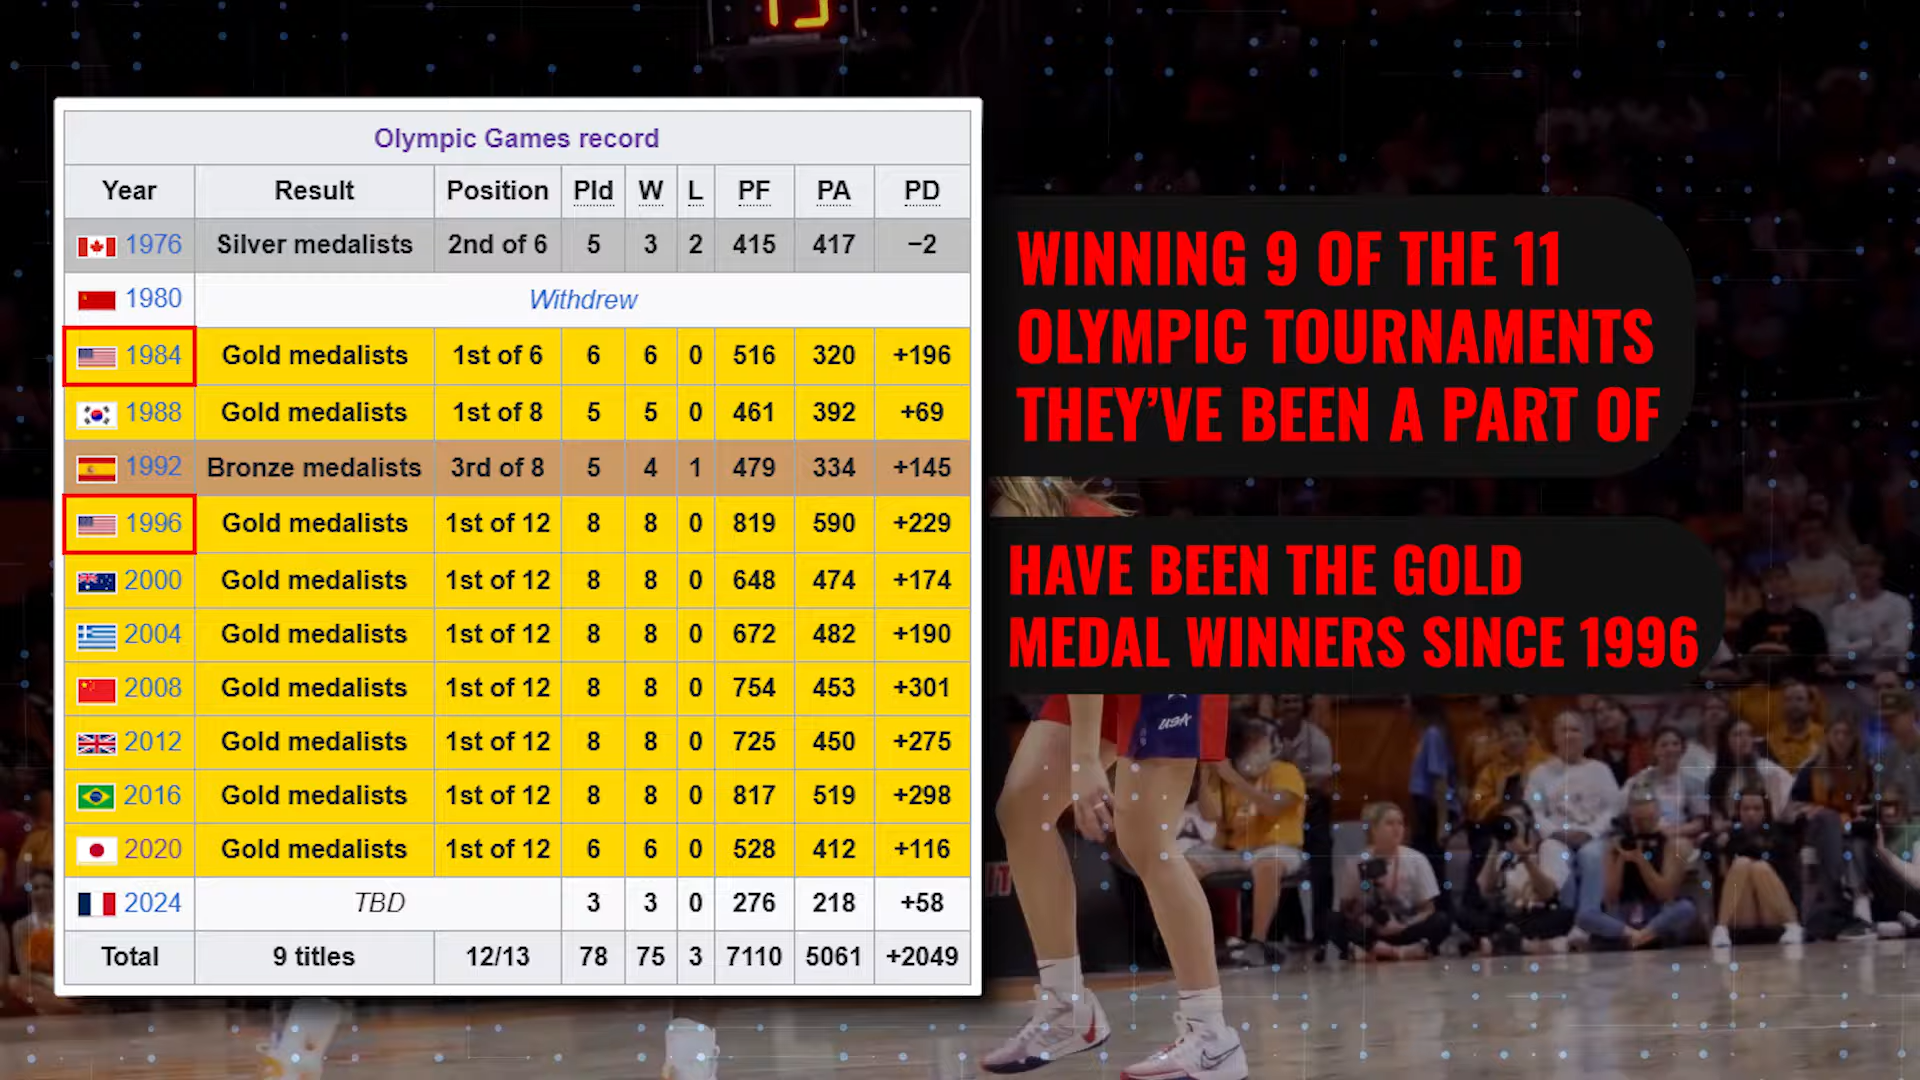 Olympic Games record
Year Result Position Pld W L PF PA PD
1976 Silver medalists 2nd of 6 5 3 2 415 417 −2
1980 Withdrew
1984 Gold medalists 1st of 6 6 6 0 516 320 +196
1988 Gold medalists 1st of 8 5 5 0 461 392 +69
1992 Bronze medalists 3rd of 8 5 4 1 479 334 +145
1996 Gold medalists 1st of 12 8 8 0 819 590 +229
2000 Gold medalists 1st of 12 8 8 0 648 474 +174
2004 Gold medalists 1st of 12 8 8 0 672 482 +190
2008 Gold medalists 1st of 12 8 8 0 754 453 +301
2012 Gold medalists 1st of 12 8 8 0 725 450 +275
2016 Gold medalists 1st of 12 8 8 0 817 519 +298
2020 Gold medalists 1st of 12 6 6 0 528 412 +116
2024 TBD 3 3 0 276 218 +58
Total 9 titles 12/13 78 75 3 7110 5061 +2049
WINNING 9 OF THE 11
OLYMPIC TOURNAMENTS
THEY’VE BEEN A PART OF
HAVE BEEN THE GOLD
MEDAL WINNERS SINCE 1996
USA